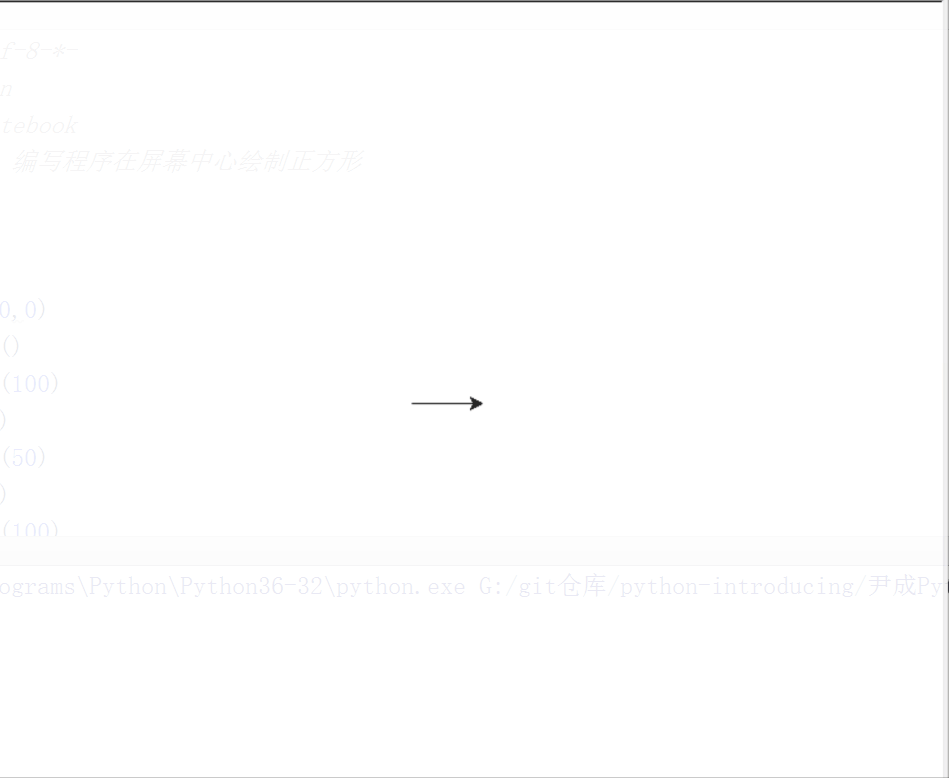 f-8-*-
n
tebook
编写程序在屏幕中心绘制正方形
0,0)
()
(100)
)
(50)
)
(100)
ograms\Python\Python36-32\python.exe G:/git仓库/python-introducing/尹成Py